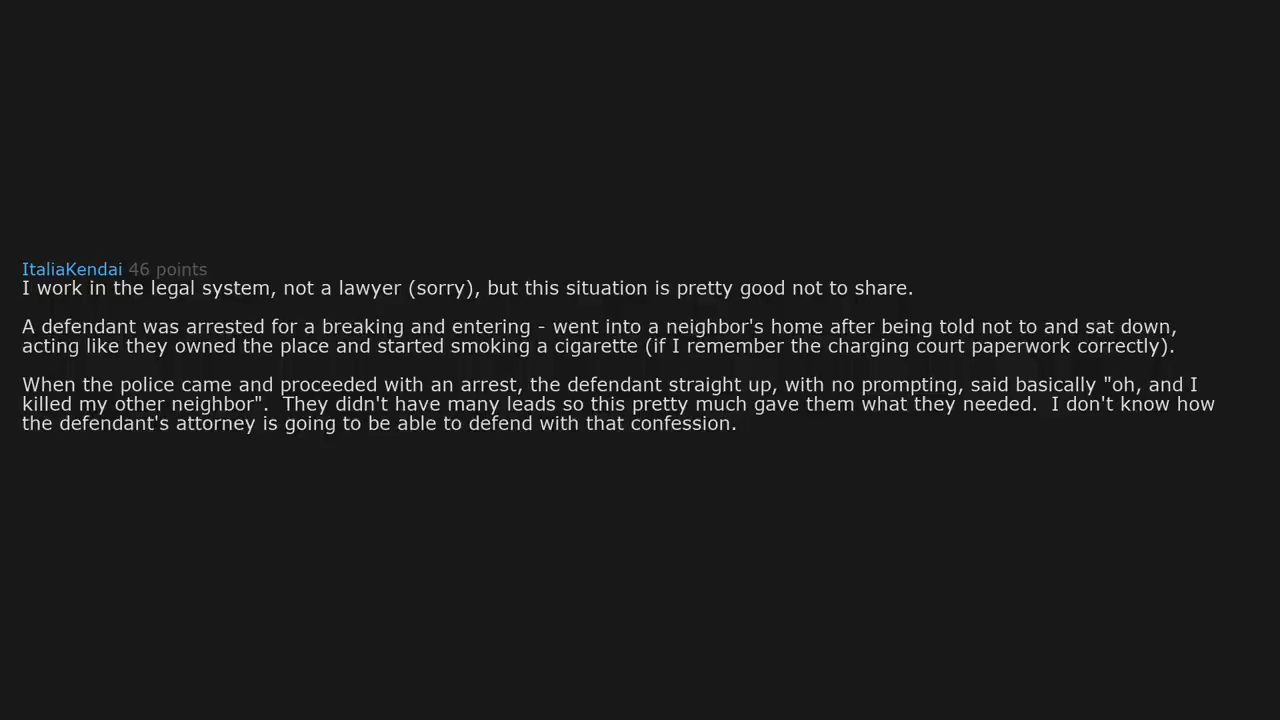 ItaliaKendai 46 points
I work in the legal system, not a lawyer (sorry), but this situation is pretty good not to share.
A defendant was arrested for a breaking and entering - went into a neighbor's home after being told not to and sat down,
acting like they owned the place and started smoking a cigarette (if I remember the charging court paperwork correctly).
When the police came and proceeded with an arrest, the defendant straight up, with no prompting, said basically "oh, and I
killed my other neighbor".  They didn't have many leads so this pretty much gave them what they needed.  I don't know how
the defendant's attorney is going to be able to defend with that confession.